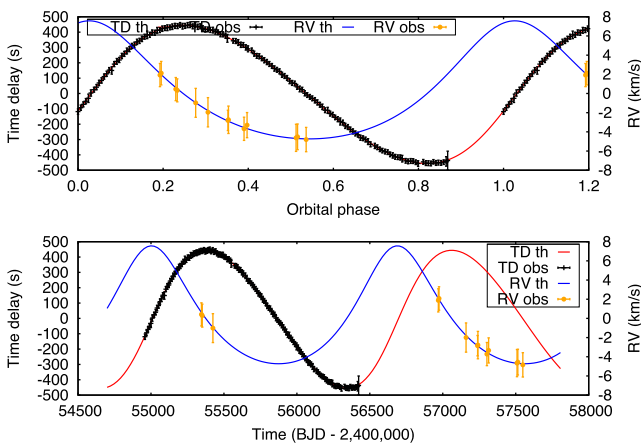 TD th TD obs RV th RV obs
500 400 300 200 100 0 -100 -200 -300 -400 -500
Time delay (s)
8 6 4 2 0 -2 -4 -6 -8
RV (km/s)
0.0 0.2 0.4 0.6 0.8 1.0 1.2
Orbital phase
500 400 300 200 100 0 -100 -200 -300 -400 -500
Time delay (s)
TD th
TD obs
RV th
RV obs
8 6 4 2 0 -2 -4 -6 -8
RV (km/s)
54500 55000 55500 56000 56500 57000 57500 58000
Time (BJD - 2,400,000)